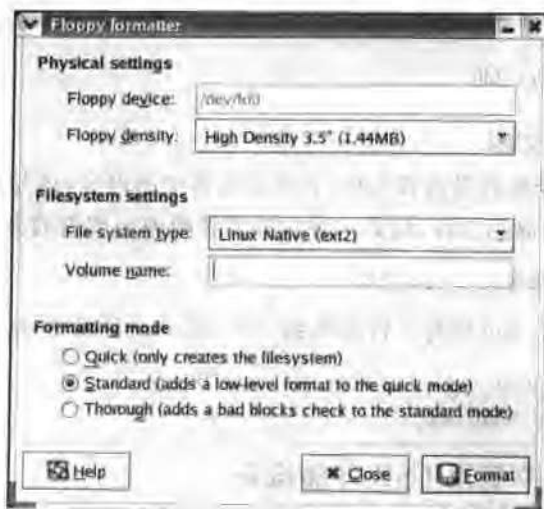 Floppy formatter
Physical settings
Floppy device: /dev/fd0
Floppy density: High Density 3.5" (1.44MB)
Filesystem settings
File system type: Linux Native (ext2)
Volume name:
Formatting mode
Quick (only creates the filesystem)
Standard (adds a low-level format to the quick mode)
Thorough (adds a bad blocks check to the standard mode)
Help
Close
Format